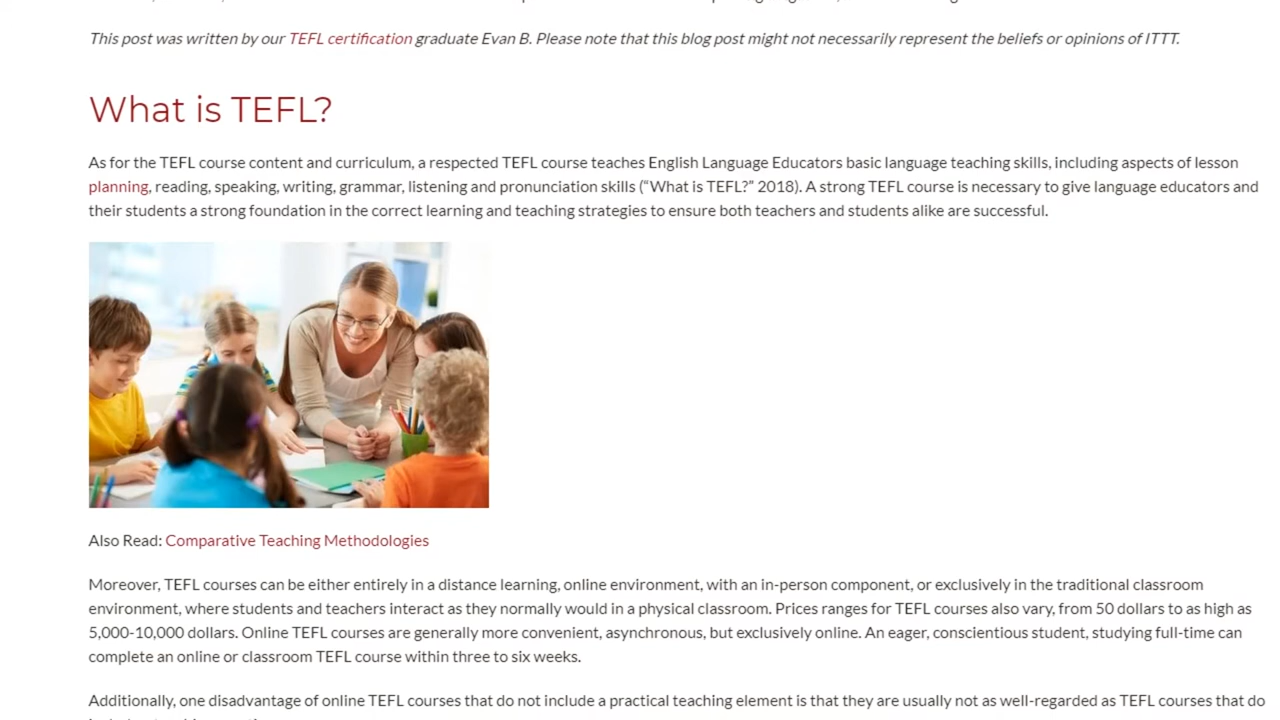 This post was written by our TEFL certification graduate Evan B. Please note that this blog post might not necessarily represent the beliefs or opinions of ITTT.
What is TEFL?
As for the TEFL course content and curriculum, a respected TEFL course teaches English Language Educators basic language teaching skills, including aspects of lesson
planning, reading, speaking, writing, grammar, listening and pronunciation skills (“What is TEFL?” 2018). A strong TEFL course is necessary to give language educators and
their students a strong foundation in the correct learning and teaching strategies to ensure both teachers and students alike are successful.
Also Read: Comparative Teaching Methodologies
Moreover, TEFL courses can be either entirely in a distance learning, online environment, with an in-person component, or exclusively in the traditional classroom
environment, where students and teachers interact as they normally would in a physical classroom. Prices ranges for TEFL courses also vary, from 50 dollars to as high as
5,000-10,000 dollars. Online TEFL courses are generally more convenient, asynchronous, but exclusively online. An eager, conscientious student, studying full-time can
complete an online or classroom TEFL course within three to six weeks.
Additionally, one disadvantage of online TEFL courses that do not include a practical teaching element is that they are usually not as well-regarded as TEFL courses that do